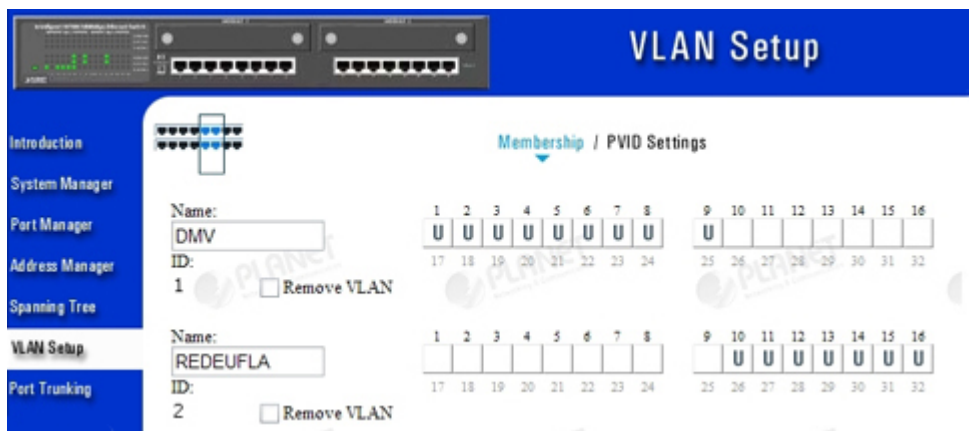 VLAN Setup
Introduction
System Manager
Port Manager
Address Manager
Spanning Tree
VLAN Setup
Port Trunking
Membership / PVID Settings
Name:
DMV
ID:
1
Remove VLAN
1 2 3 4 5 6 7 8 9 10 11 12 13 14 15 16
U U U U U U U U U
17 18 19 20 21 22 23 24 25 26 27 28 29 30 31 32
PLANET
PLANET
PLANET
Name:
REDEUFLA
ID:
2
Remove VLAN
1 2 3 4 5 6 7 8 9 10 11 12 13 14 15 16
U U U U U U U
17 18 19 20 21 22 23 24 25 26 27 28 29 30 31 32